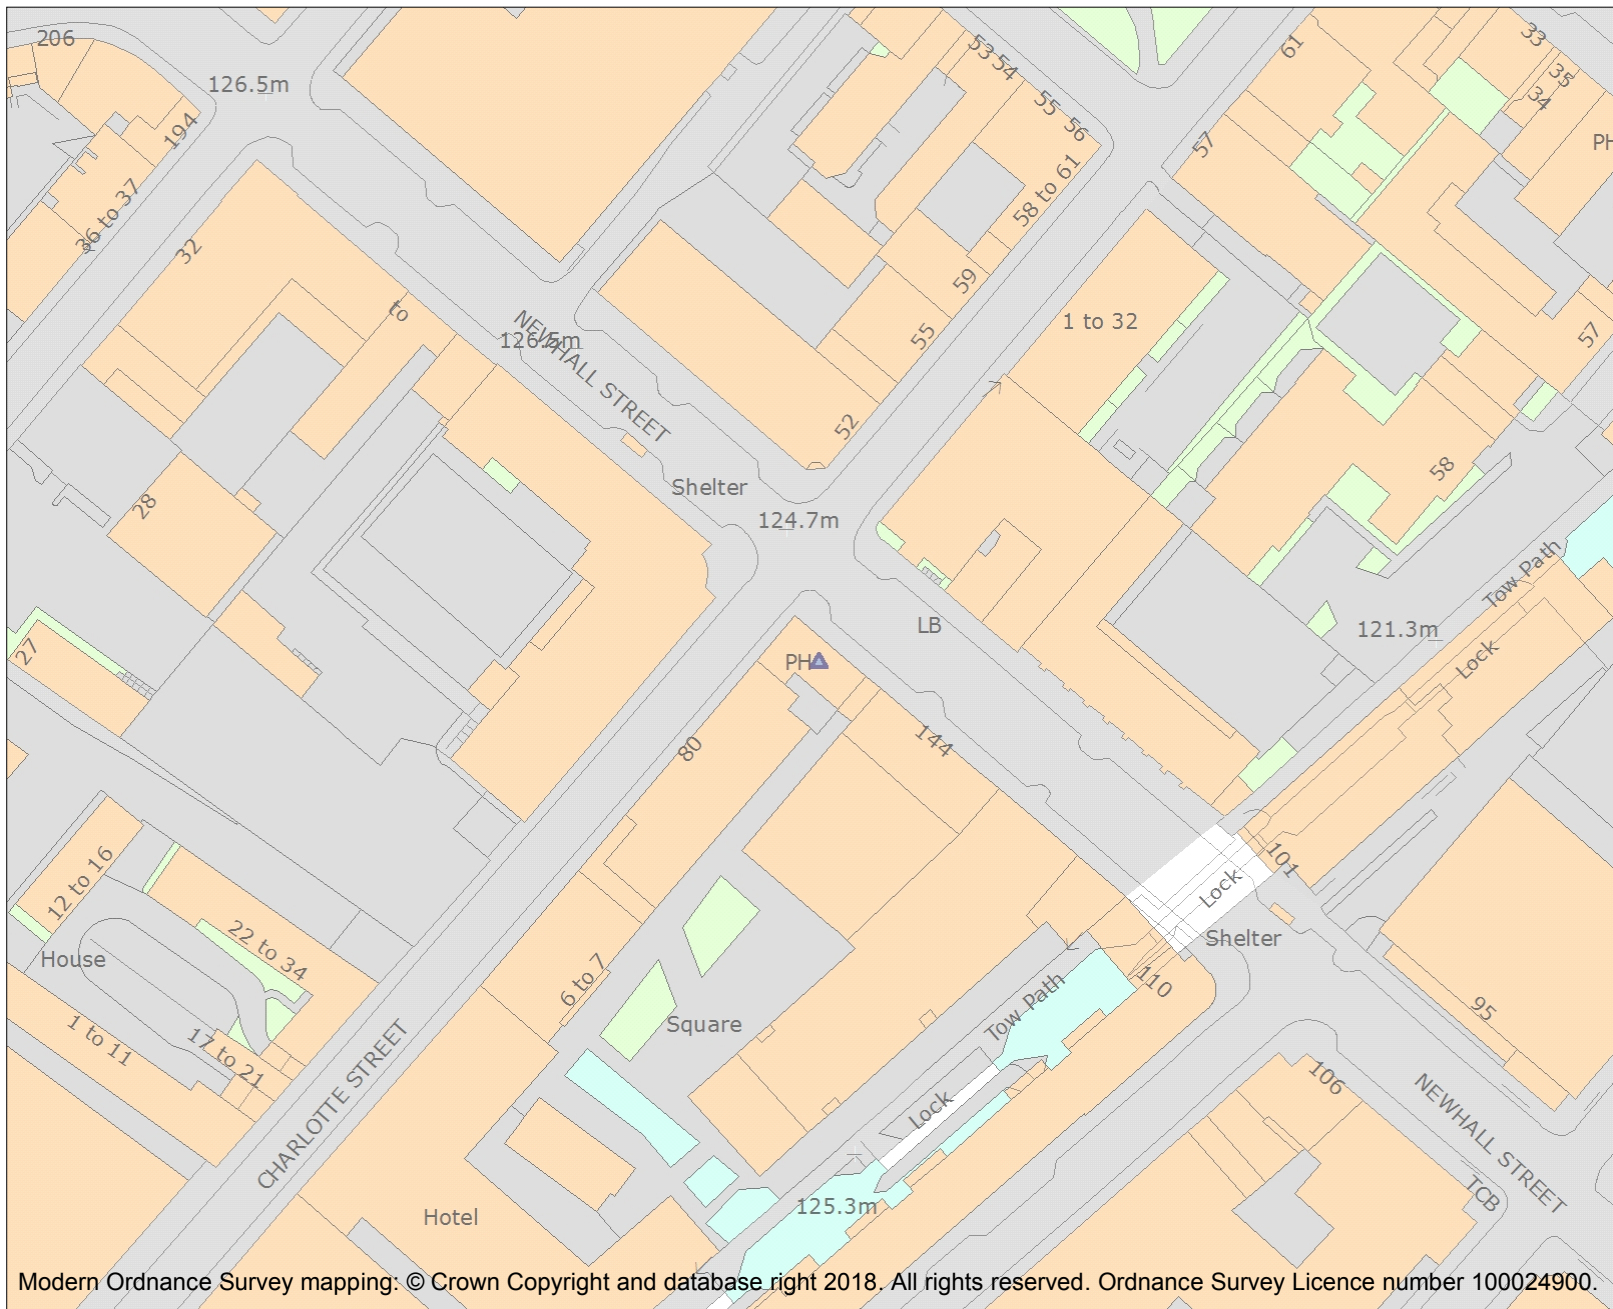 206
126.5m
194
36 to 37
32
to
53 54
55 56
58 to 61
59
55
52
61
57
33
35
34
PH
57
1 to 32
126.5m
NEWHALL STREET
28
Shelter
124.7m
58
Tow Path
LB
121.3m
Lock
27
PH
80
144
101
12 to 16
22 to 34
House
1 to 11
17 to 21
6 to 7
Square
Lock
Shelter
110
Tow Path
95
CHARLOTTE STREET
Lock
106
NEWHALL STREET
TCB
125.3m
Hotel
Modern Ordnance Survey mapping: © Crown Copyright and database right 2018. All rights reserved. Ordnance Survey Licence number 100024900.